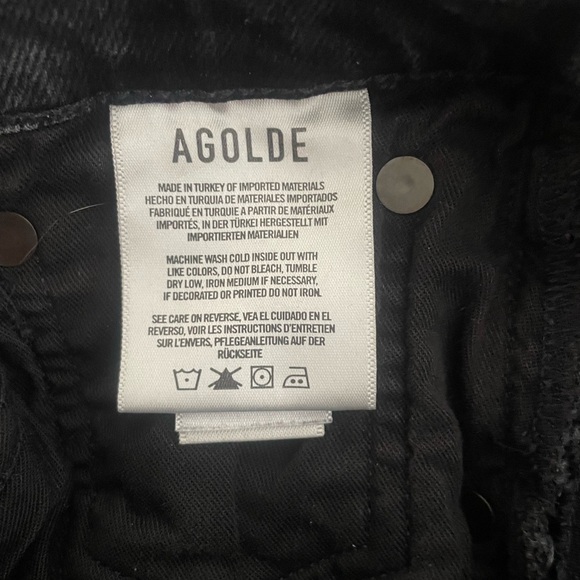 AGOLDE
MADE IN TURKEY OF IMPORTED MATERIALS
HECHO EN TURQUIA DE MATERIALES IMPORTADOS
FABRIQUÉ EN TURQUIE A PARTIR DE MATÉRIAUX
IMPORTÉS, IN DER TÜRKEI HERGESTELLT MIT
IMPORTIERTEN MATERIALIEN
MACHINE WASH COLD INSIDE OUT WITH
LIKE COLORS, DO NOT BLEACH, TUMBLE
DRY LOW, IRON MEDIUM IF NECESSARY,
IF DECORATED OR PRINTED DO NOT IRON.
SEE CARE ON REVERSE, VEA EL CUIDADO EN EL
REVERSO, VOIR LES INSTRUCTIONS D'ENTRETIEN
SUR L'ENVERS, PFLEGEANLEITUNG AUF DER
RÜCKSEITE